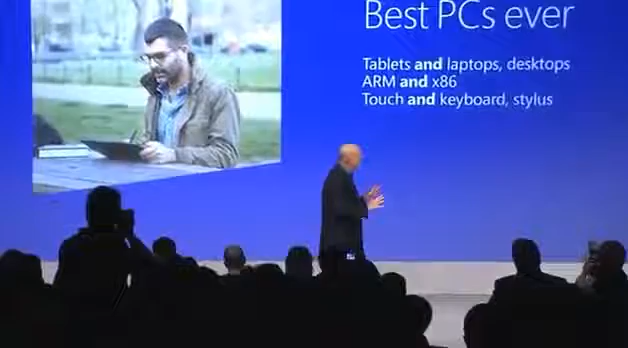 Best PCs ever
Tablets and laptops, desktops
ARM and x86
Touch and keyboard, stylus